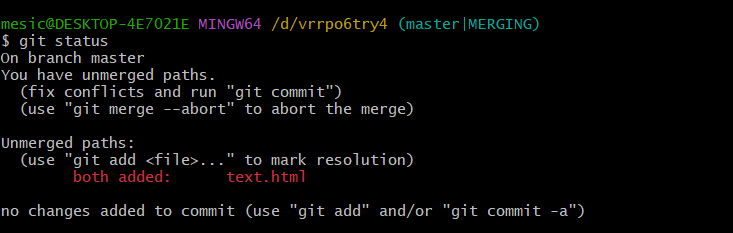 mesic@DESKTOP-4E7O21E MINGW64 /d/vrrpo6try4 (master|MERGING)
$ git status
On branch master
You have unmerged paths.
  (fix conflicts and run "git commit")
  (use "git merge --abort" to abort the merge)

Unmerged paths:
  (use "git add <file>..." to mark resolution)
        both added:      text.html

no changes added to commit (use "git add" and/or "git commit -a")